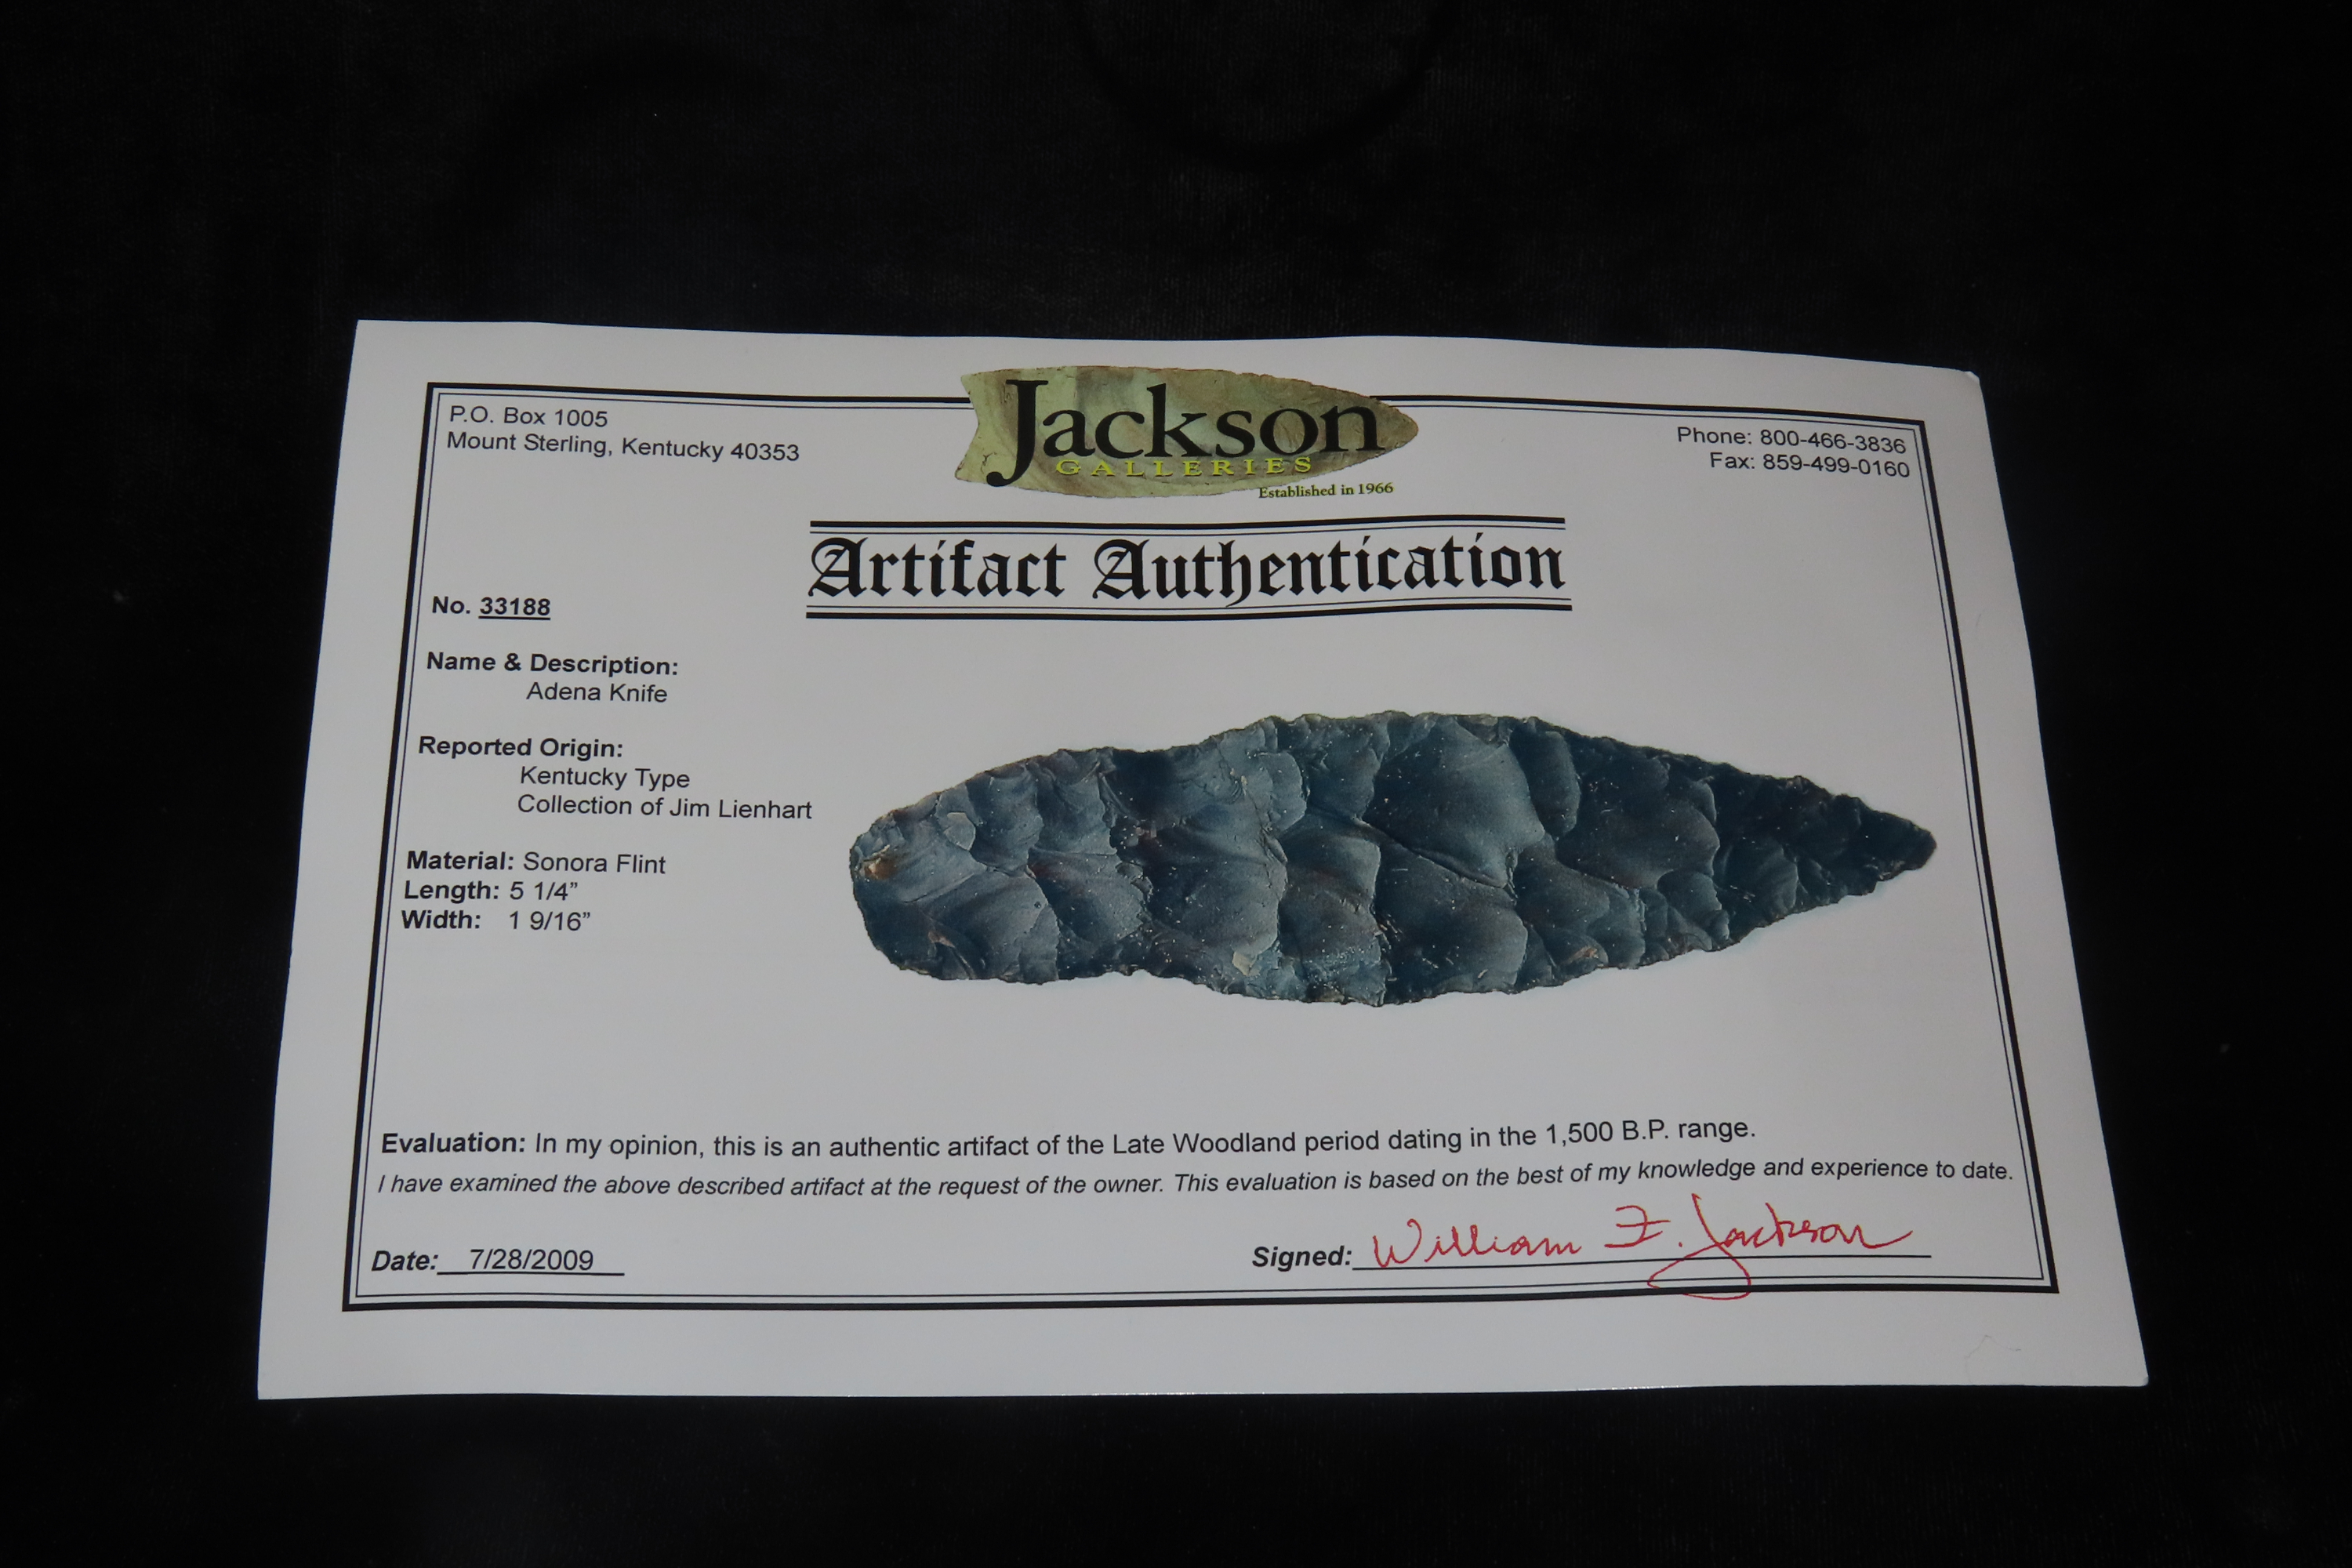 P.O. Box 1005
Mount Sterling, Kentucky 40353
Jackson
GALLERIES
Established in 1966
Phone: 800-466-3836
Fax: 859-499-0160
Artifact Authentication
No. 33188
Name & Description:
Adena Knife
Reported Origin:
Kentucky Type
Collection of Jim Lienhart
Material: Sonora Flint
Length: 5 1/4”
Width: 1 9/16”
Evaluation: In my opinion, this is an authentic artifact of the Late Woodland period dating in the 1,500 B.P. range.
I have examined the above described artifact at the request of the owner. This evaluation is based on the best of my knowledge and experience to date.
Date: 7/28/2009
Signed: William F. Jackson